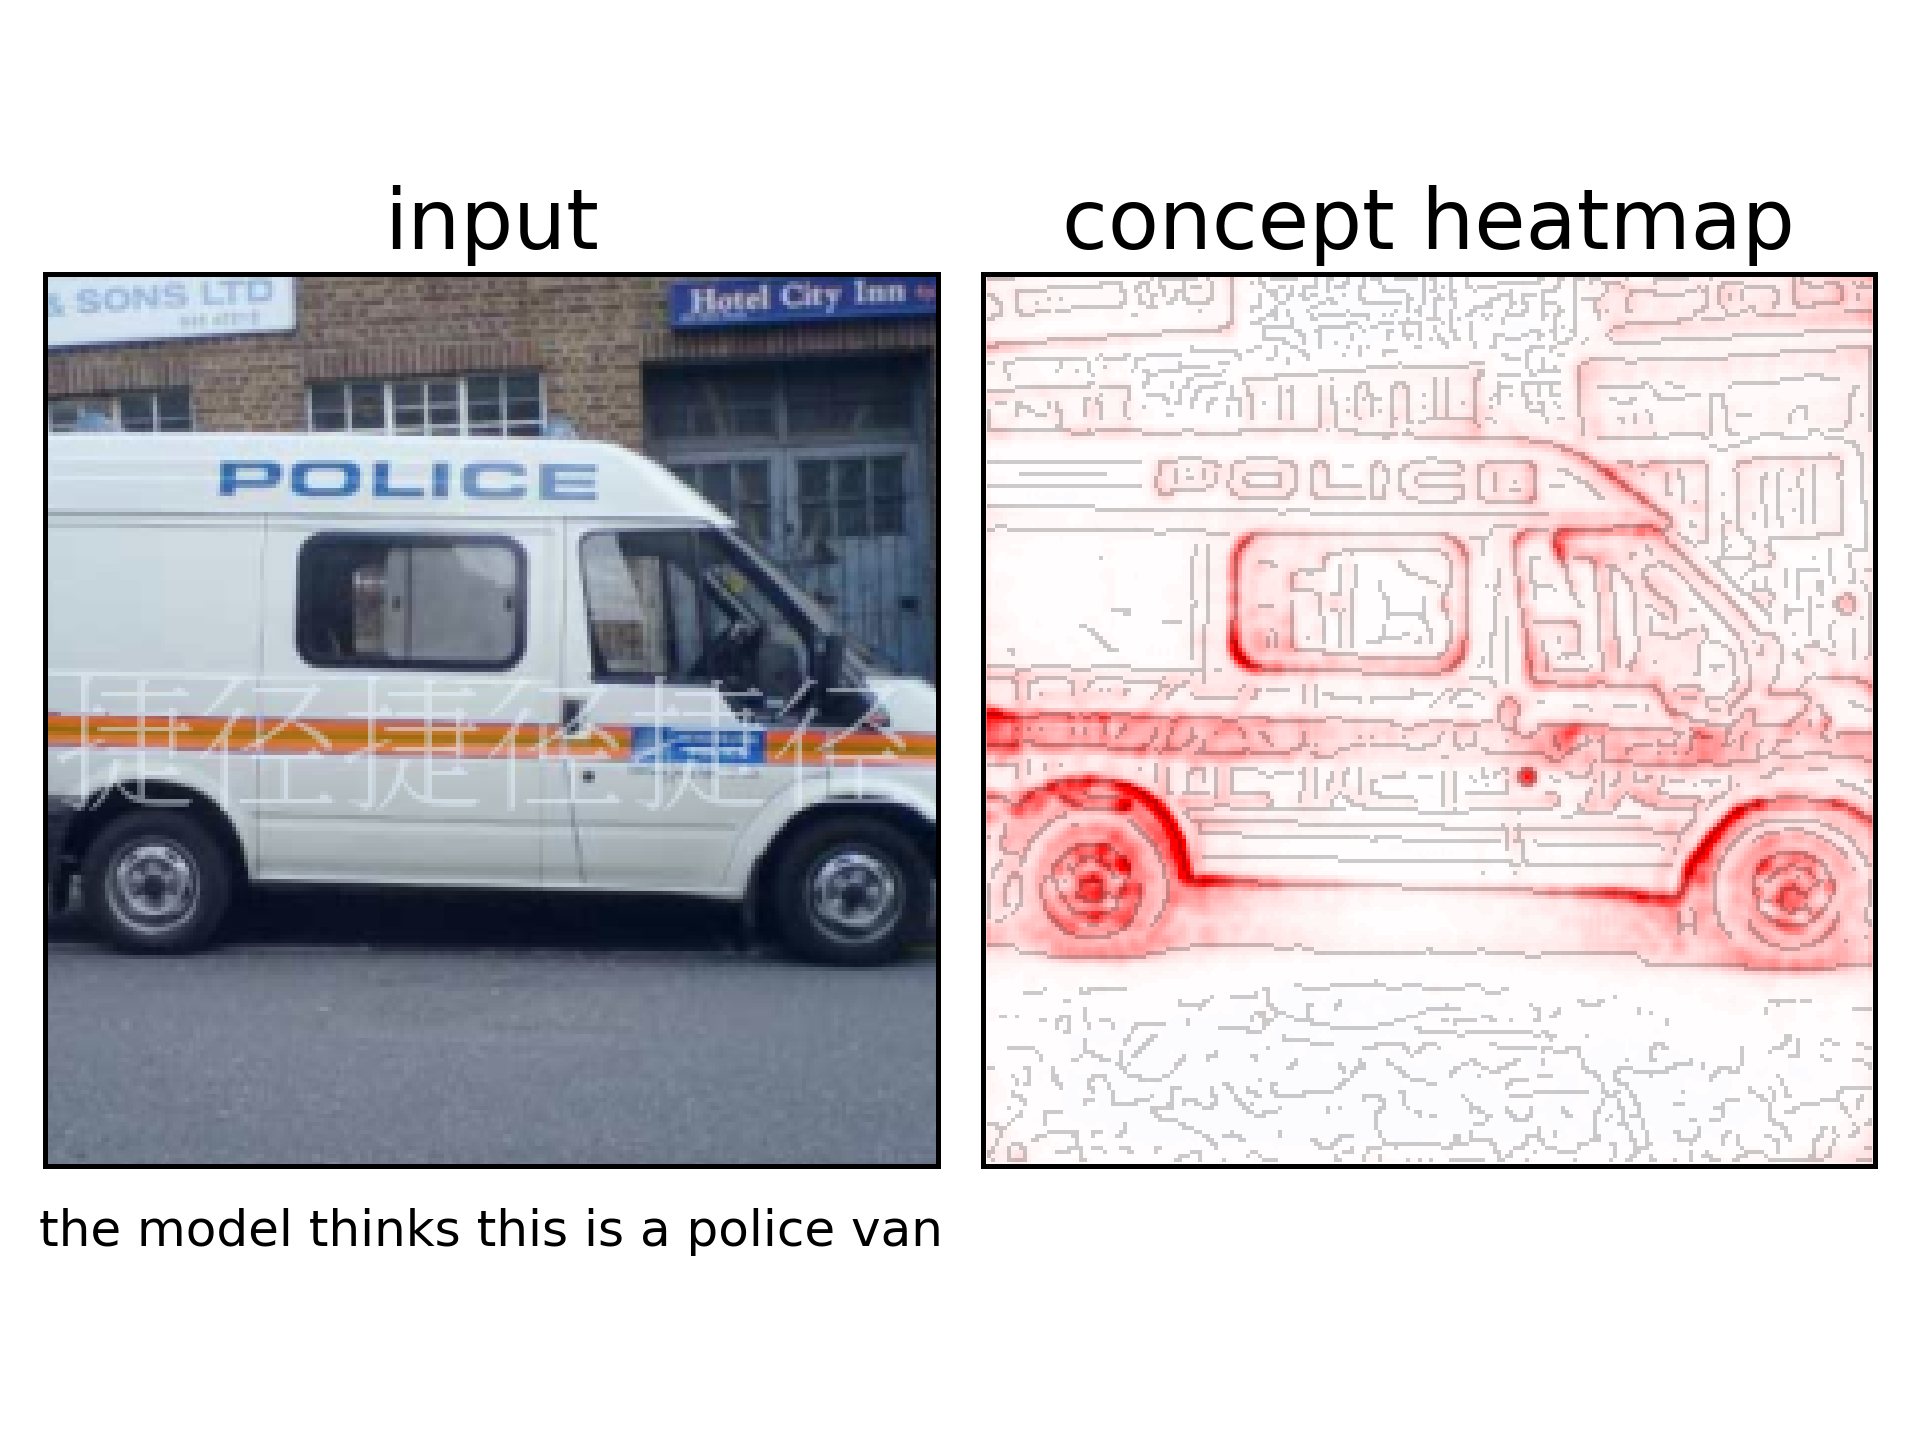 input
concept heatmap
& SONS LTD
Hotel City Inn
POLICE
捷径捷径捷径
the model thinks this is a police van